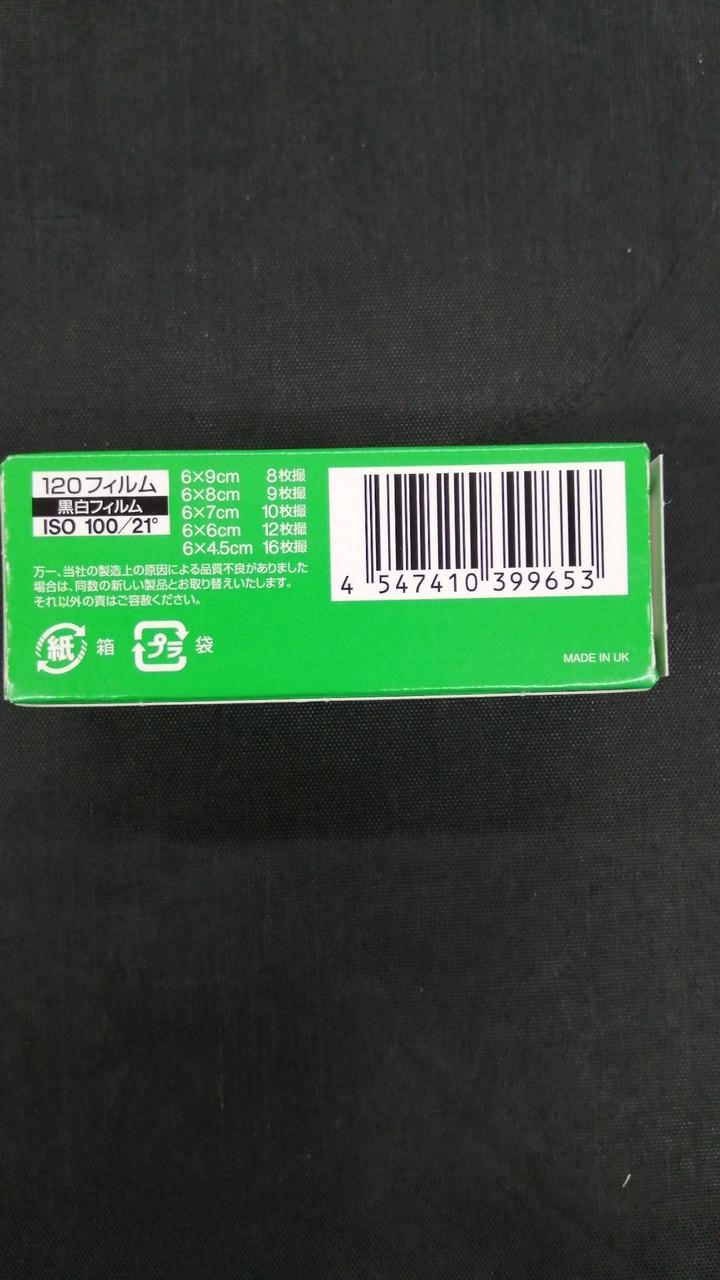 120フィルム
黒白フィルム
ISO 100/21°
6×9cm 8枚撮
6×8cm 9枚撮
6×7cm 10枚撮
6×6cm 12枚撮
6×4.5cm 16枚撮
万一、当社の製造上の原因による品質不良がありました
場合は、同数の新しい製品とお取り替えいたします。
それ以外の責はご容赦ください。
紙 箱 プラ 袋
4 547410 399653
MADE IN UK